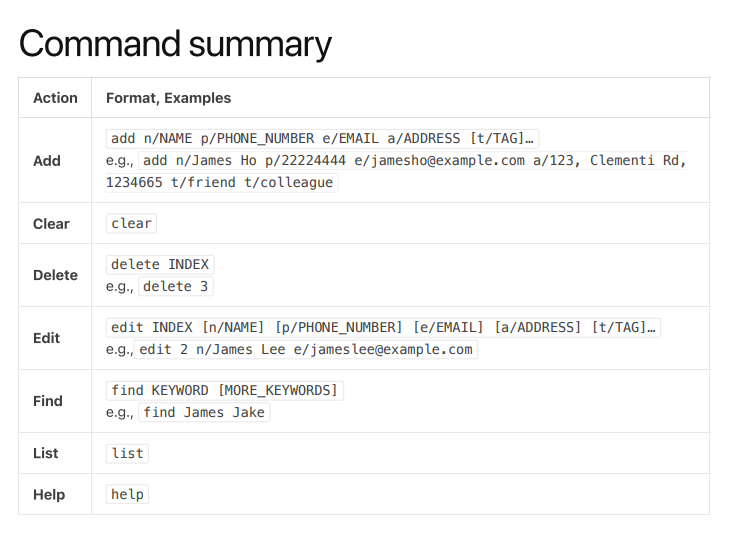 Command summary
Action Format, Examples
Add add n/NAME p/PHONE_NUMBER e/EMAIL a/ADDRESS [t/TAG]…
e.g., add n/James Ho p/22224444 e/jamesho@example.com a/123, Clementi Rd,
1234665 t/friend t/colleague
Clear clear
Delete delete INDEX
e.g., delete 3
Edit edit INDEX [n/NAME] [p/PHONE_NUMBER] [e/EMAIL] [a/ADDRESS] [t/TAG]…
e.g., edit 2 n/James Lee e/jameslee@example.com
Find find KEYWORD [MORE_KEYWORDS]
e.g., find James Jake
List list
Help help